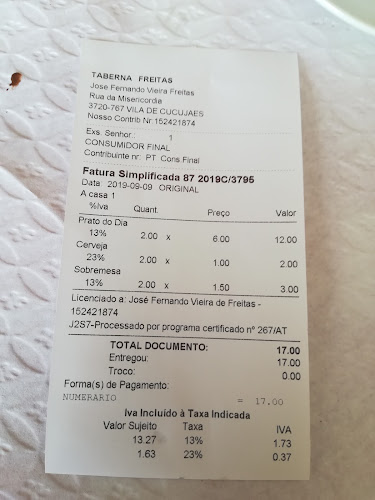 TABERNA FREITAS
Jose Fernando Vieira Freitas
Rua da Misericordia
3720-767 VILA DE CUCUJAES
Nosso Contrib Nr 152421874
Exs. Senhor.: 1
CONSUMIDOR FINAL
Contribuinte nr: PT Cons Final
Fatura Simplificada 87 2019C/3795
Data: 2019-09-09 ORIGINAL
A casa 1
%Iva Quant. Preço Valor
Prato do Dia
13% 2.00 x 6.00 12.00
Cerveja
23% 2.00 x 1.00 2.00
Sobremesa
13% 2.00 x 1.50 3.00
Licenciado a: José Fernando Vieira de Freitas -
152421874
J2S7-Processado por programa certificado nº 267/AT
TOTAL DOCUMENTO: 17.00
Entregou: 17.00
Troco: 0.00
Forma(s) de Pagamento:
NUMERARIO = 17.00
Iva Incluído à Taxa Indicada
Valor Sujeito Taxa IVA
13.27 13% 1.73
1.63 23% 0.37